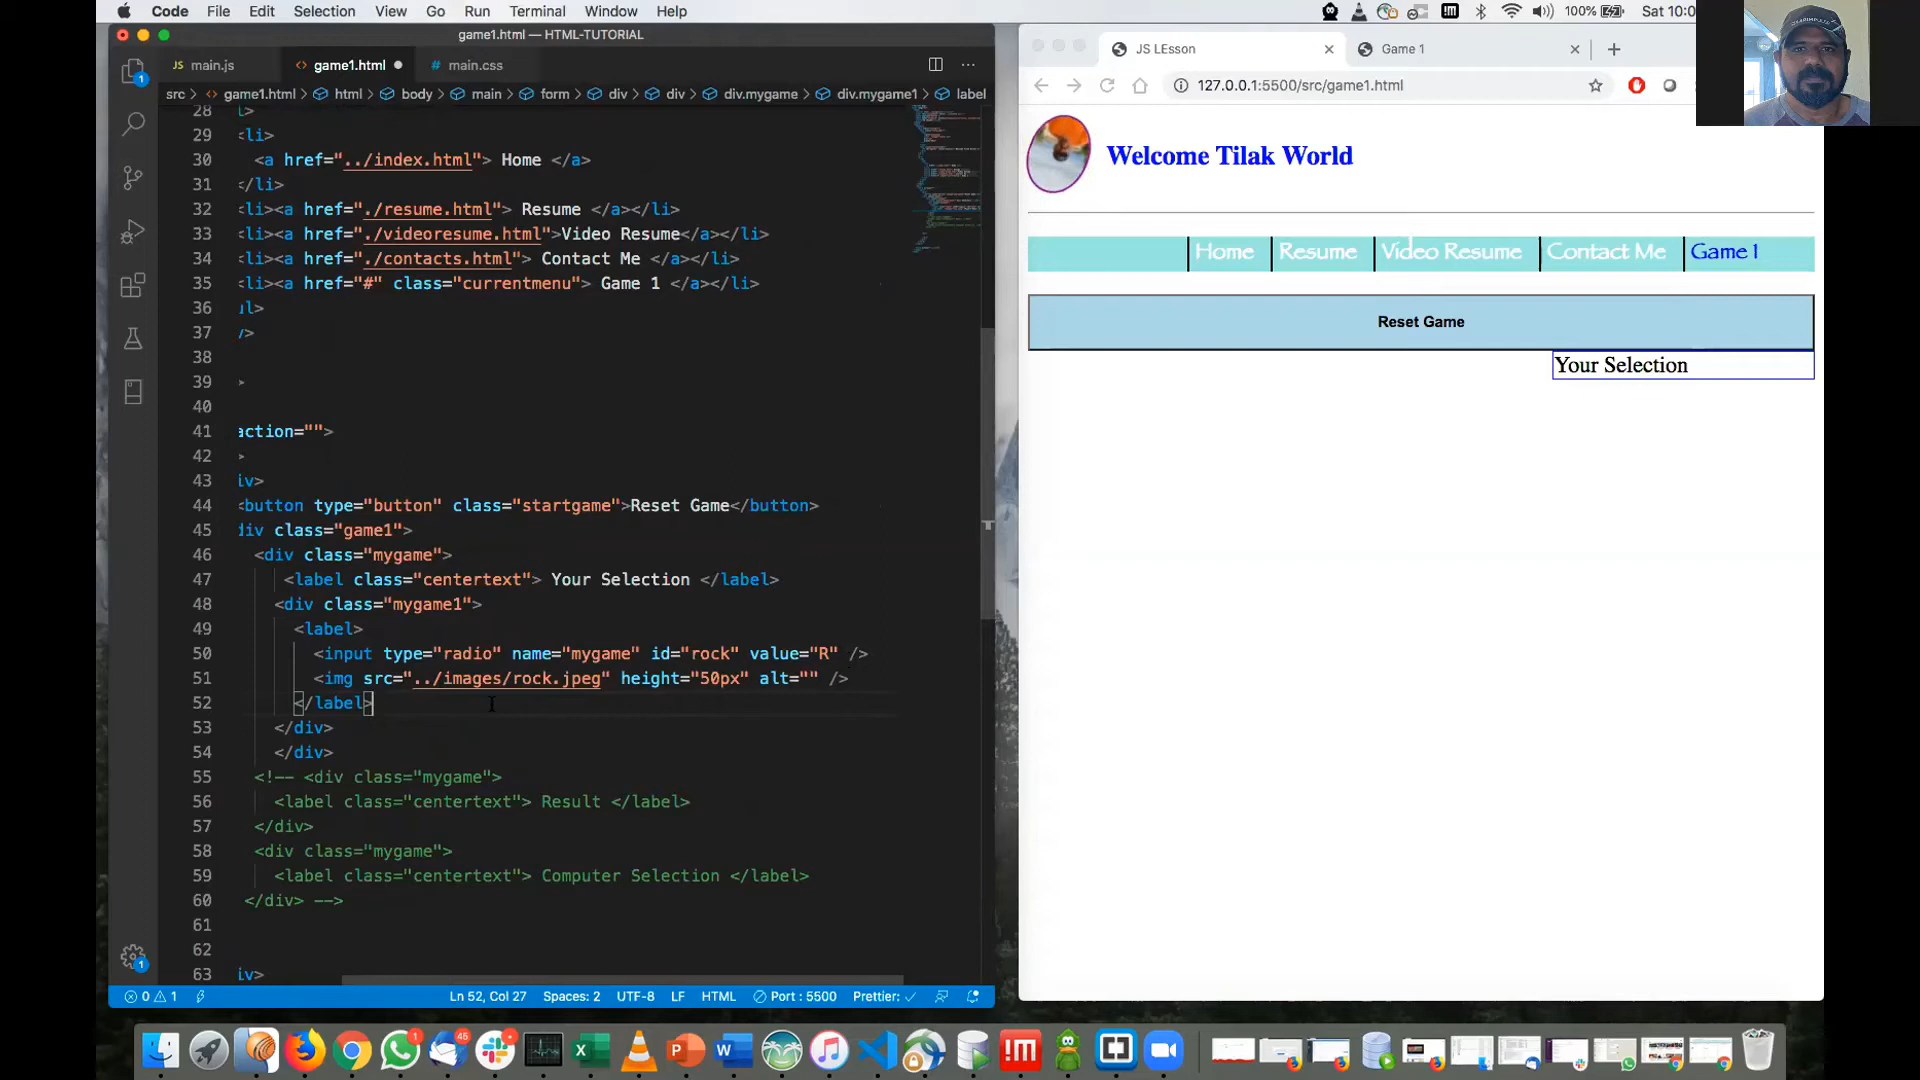 Code File Edit Selection View Go Run Terminal Window Help 100% Sat 10:0
game1.html — HTML-TUTORIAL
JS main.js <> game1.html # main.css
src > game1.html > html > body > main > form > div > div > div.mygame > div.mygame1 > label
28 t>
29 <li>
30 <a href="../index.html"> Home </a>
31 </li>
32 <li><a href="./resume.html"> Resume </a></li>
33 <li><a href="./videoresume.html">Video Resume</a></li>
34 <li><a href="./contacts.html"> Contact Me </a></li>
35 <li><a href="#" class="currentmenu"> Game 1 </a></li>
36 ul>
37 />
38
39 >
40
41 action="">
42 >
43 iv>
44 <button type="button" class="startgame">Reset Game</button>
45 div class="game1">
46 <div class="mygame">
47 <label class="centertext"> Your Selection </label>
48 <div class="mygame1">
49 <label>
50 <input type="radio" name="mygame" id="rock" value="R" />
51 <img src="../images/rock.jpeg" height="50px" alt="" />
52 </label>
53 </div>
54 </div>
55 <!-- <div class="mygame">
56 <label class="centertext"> Result </label>
57 </div>
58 <div class="mygame">
59 <label class="centertext"> Computer Selection </label>
60 </div> -->
61
62
63 iv>
0 1 Ln 52, Col 27 Spaces: 2 UTF-8 LF HTML Port : 5500 Prettier: ✓
JS LEsson Game 1
127.0.0.1:5500/src/game1.html
Welcome Tilak World
Home Resume Video Resume Contact Me Game 1
Reset Game
Your Selection